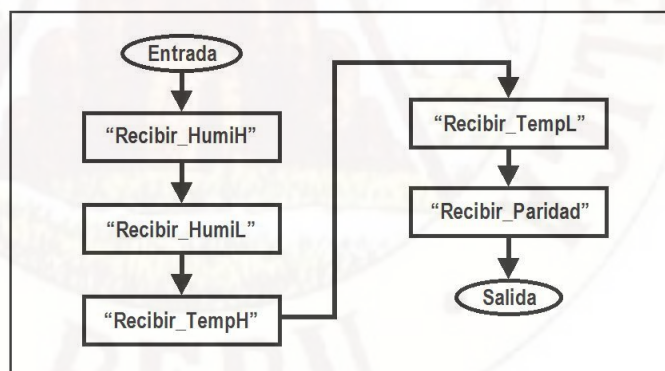 Entrada
“Recibir_HumiH”
“Recibir_HumiL”
“Recibir_TempH”
“Recibir_TempL”
“Recibir_Paridad”
Salida